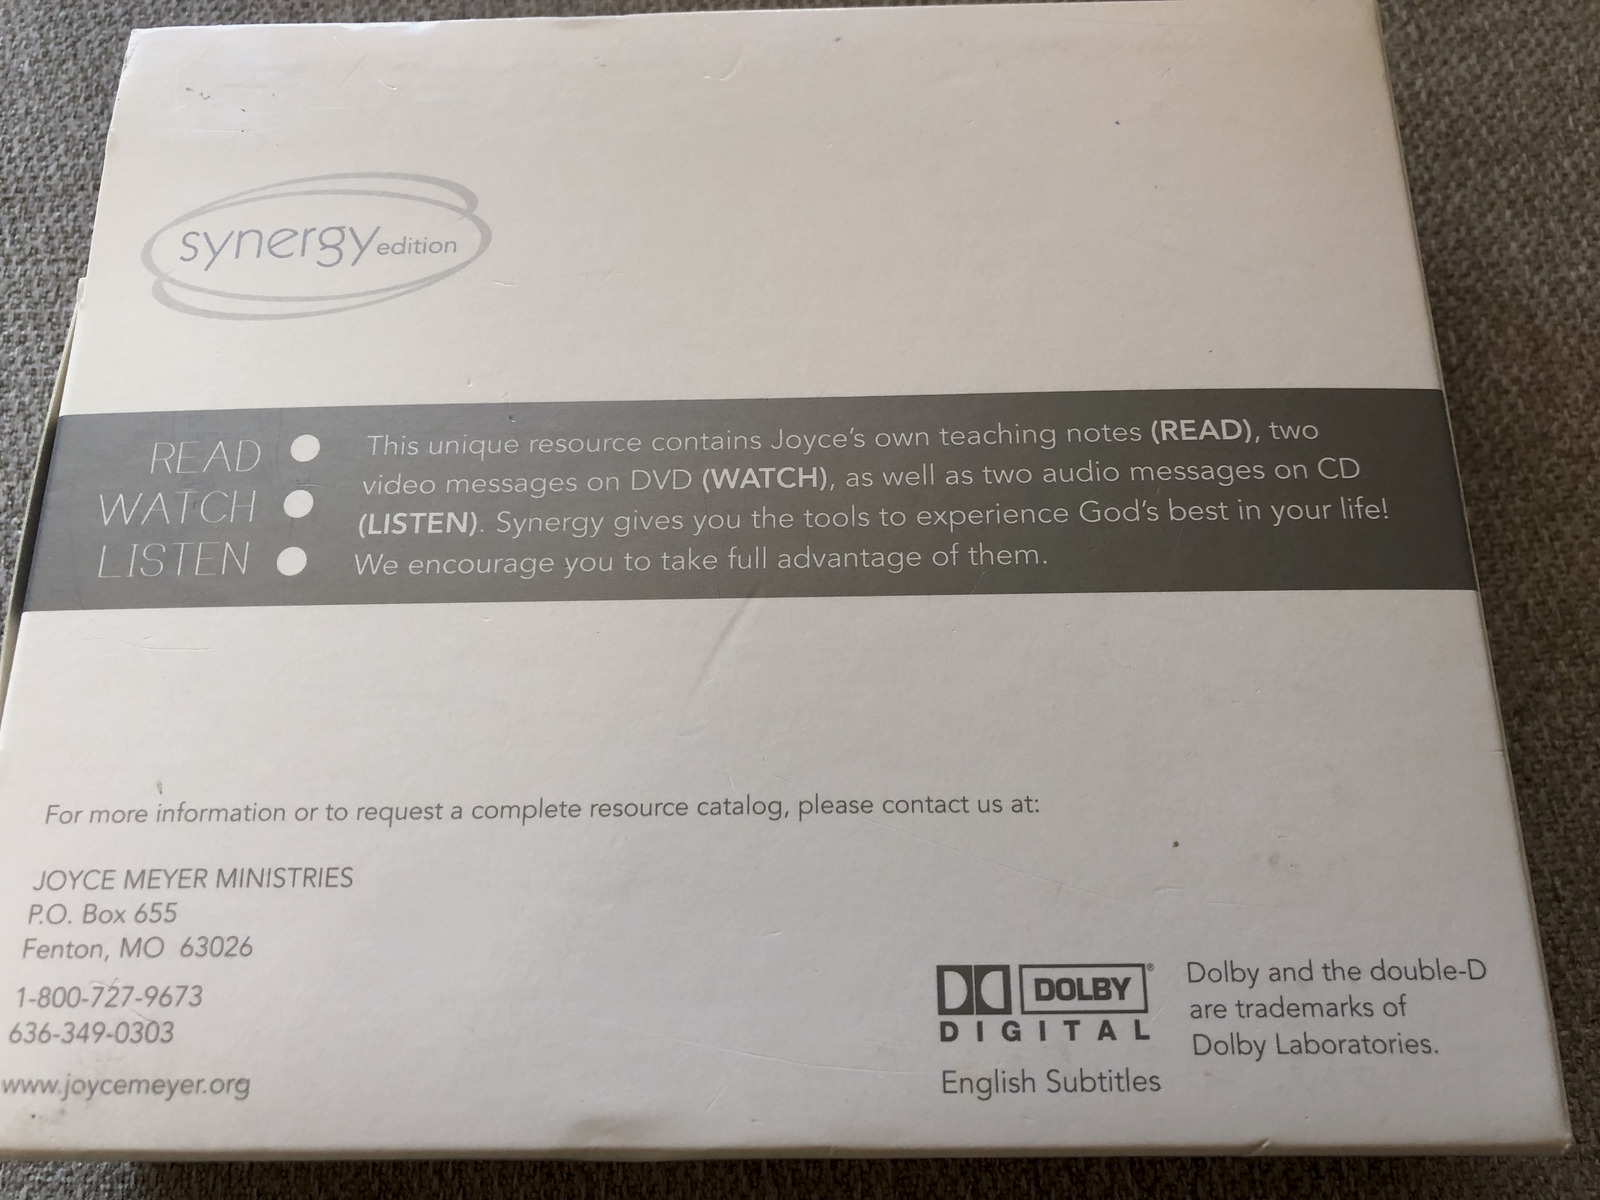 synergy edition
READ
WATCH
LISTEN
This unique resource contains Joyce's own teaching notes (READ), two
video messages on DVD (WATCH), as well as two audio messages on CD
(LISTEN). Synergy gives you the tools to experience God's best in your life!
We encourage you to take full advantage of them.
For more information or to request a complete resource catalog, please contact us at:
JOYCE MEYER MINISTRIES
P.O. Box 655
Fenton, MO 63026
1-800-727-9673
636-349-0303
www.joycemeyer.org
DOLBY®
DIGITAL
English Subtitles
Dolby and the double-D
are trademarks of
Dolby Laboratories.